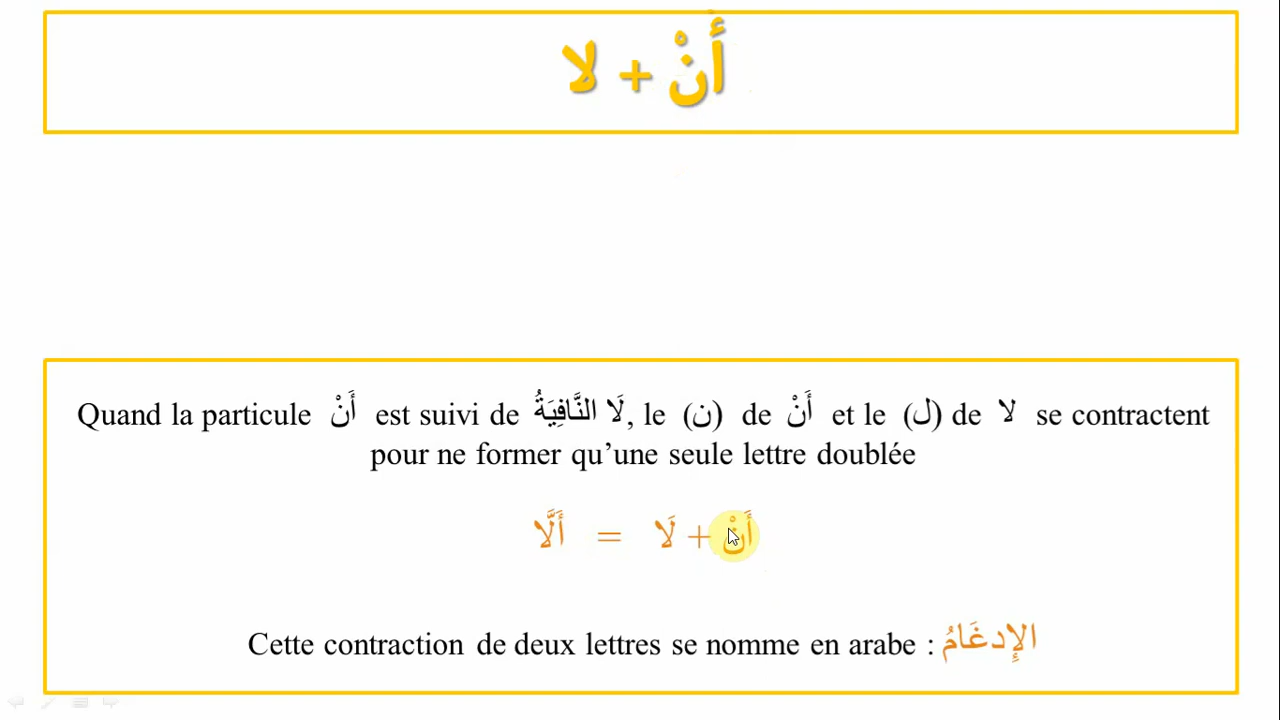 أَنْ + لا
Quand la particule أَنْ est suivi de لَا النَّافِيَةُ, le (ن) de أَنْ et le (ل) de لا se contractent
pour ne former qu’une seule lettre doublée
أَنْ + لَا = أَلَّا
Cette contraction de deux lettres se nomme en arabe : الإِدغَامُ